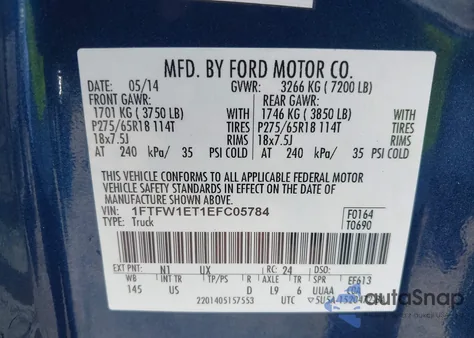 MFD. BY FORD MOTOR CO.
DATE: 05/14 GVWR: 3266 KG ( 7200 LB)
FRONT GAWR: REAR GAWR:
1701 KG ( 3750 LB) 1746 KG ( 3850 LB)
P275/65R18 114T TIRES P275/65R18 114T TIRES
18x7.5J RIMS 18x7.5J RIMS
AT 240 kPa/ 35 PSI COLD AT 240 kPa/ 35 PSI COLD
THIS VEHICLE CONFORMS TO ALL APPLICABLE FEDERAL MOTOR
VEHICLE SAFETY STANDARDS IN EFFECT ON THE DATE OF
MANUFACTURE SHOWN ABOVE.
VIN: 1FTFW1ET1EFC05784 F0164
TYPE: Truck T0690
EXT PNT: N1 UX RC: 24 DSO:
WB INT TR TP/PS R AXLE TR SPR EF613
145 US D L9 6 UUAA
2201405157553 UTC
autoSnap